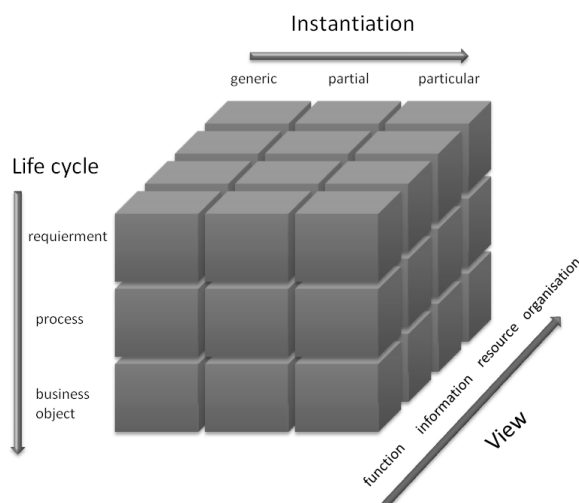 Instantiation
generic partial particular
Life cycle
requierment
process
business
object
function information resource organisation
View